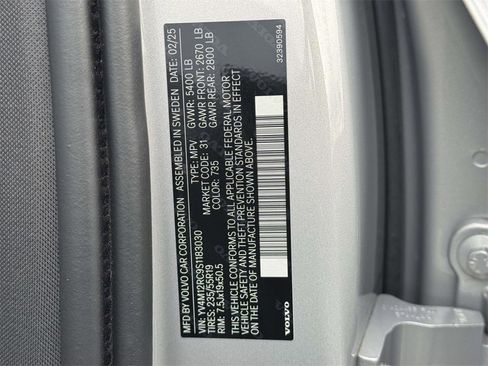 MFD BY VOLVO CAR CORPORATION ASSEMBLED IN SWEDEN DATE: 02/25
VIN: YV4M12RC9S1183030 TYPE: MPV GVWR: 5400 LB
TIRES: 235/55R19 MARKET CODE: 31 GAWR FRONT: 2670 LB
RIM: 7.5Jx19x50.5 COLOR: 735 GAWR REAR: 2800 LB
THIS VEHICLE CONFORMS TO ALL APPLICABLE FEDERAL MOTOR
VEHICLE SAFETY AND THEFT PREVENTION STANDARDS IN EFFECT
ON THE DATE OF MANUFACTURE SHOWN ABOVE.
VOLVO
32390594